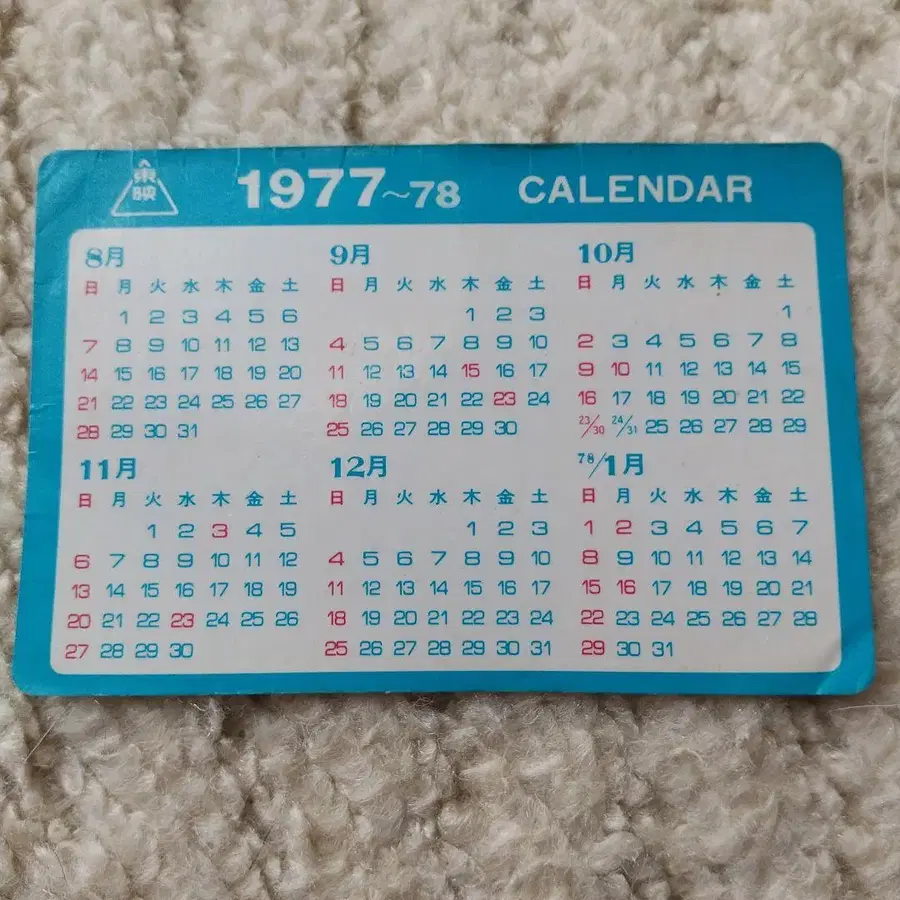 東映
1977~78 CALENDAR
8月
日 月 火 水 木 金 土
1 2 3 4 5 6
7 8 9 10 11 12 13
14 15 16 17 18 19 20
21 22 23 24 25 26 27
28 29 30 31
9月
日 月 火 水 木 金 土
1 2 3
4 5 6 7 8 9 10
11 12 13 14 15 16 17
18 19 20 21 22 23 24
25 26 27 28 29 30
10月
日 月 火 水 木 金 土
1
2 3 4 5 6 7 8
9 10 11 12 13 14 15
16 17 18 19 20 21 22
23/30 24/31 25 26 27 28 29
11月
日 月 火 水 木 金 土
1 2 3 4 5
6 7 8 9 10 11 12
13 14 15 16 17 18 19
20 21 22 23 24 25 26
27 28 29 30
12月
日 月 火 水 木 金 土
1 2 3
4 5 6 7 8 9 10
11 12 13 14 15 16 17
18 19 20 21 22 23 24
25 26 27 28 29 30 31
78/1月
日 月 火 水 木 金 土
1 2 3 4 5 6 7
8 9 10 11 12 13 14
15 16 17 18 19 20 21
22 23 24 25 26 27 28
29 30 31